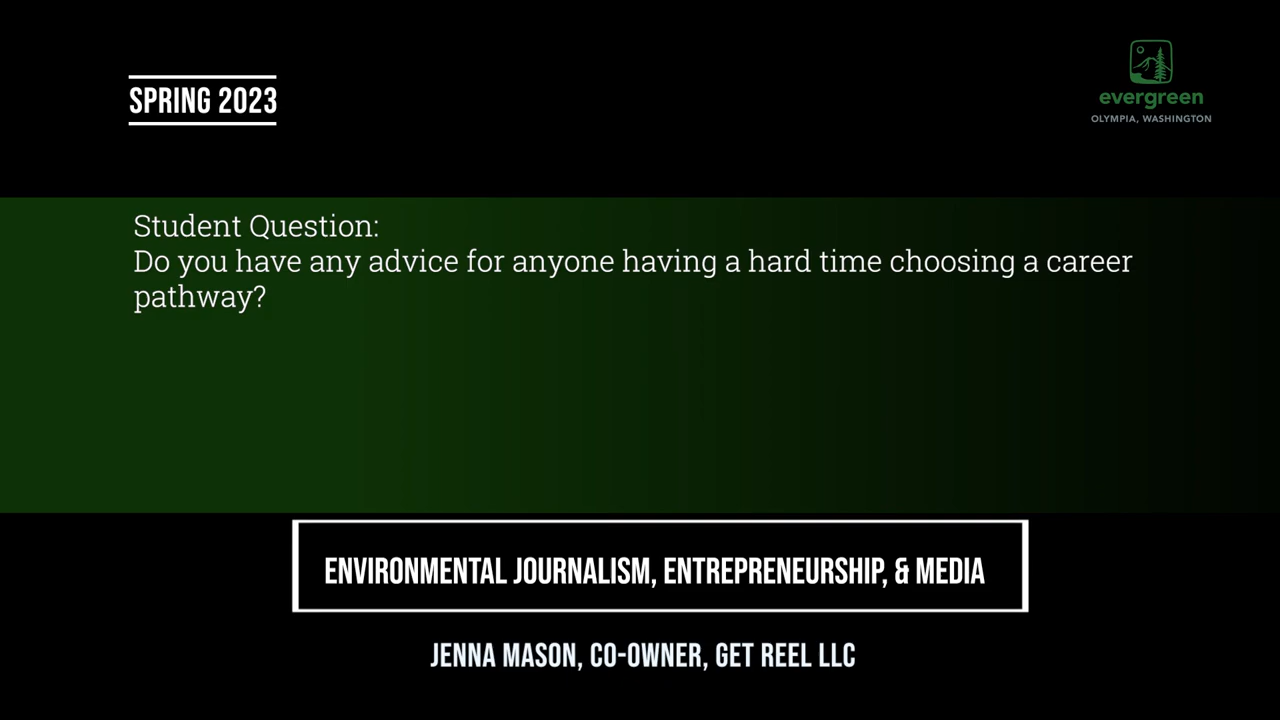 SPRING 2023
evergreen
OLYMPIA, WASHINGTON
Student Question:
Do you have any advice for anyone having a hard time choosing a career
pathway?
ENVIRONMENTAL JOURNALISM, ENTREPRENEURSHIP, & MEDIA
JENNA MASON, CO-OWNER, GET REEL LLC